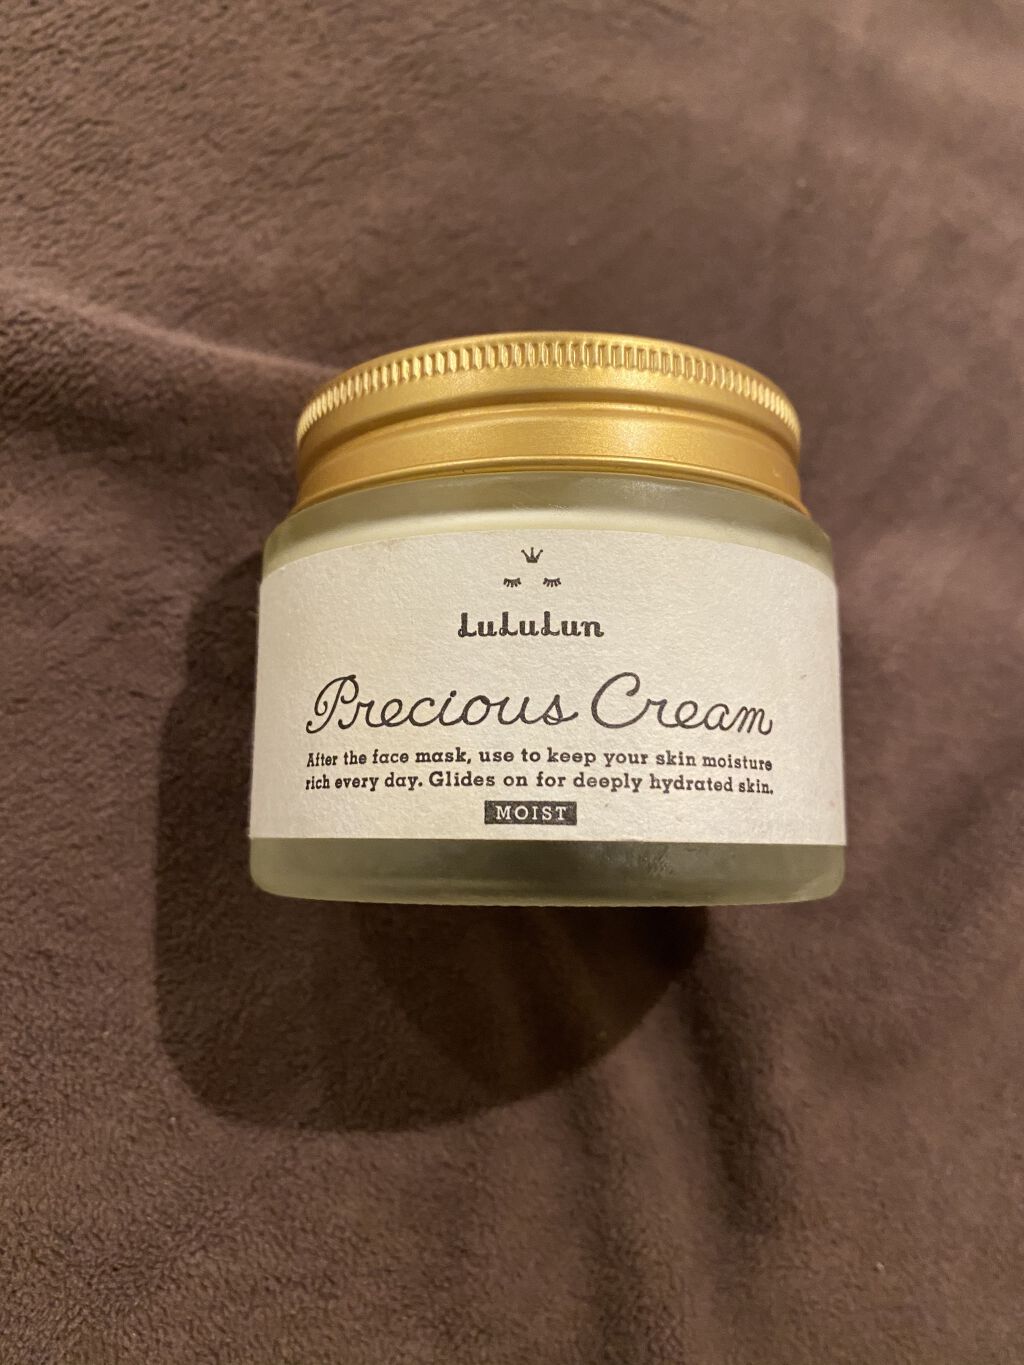 LuLuLun
Precious Cream
After the face mask, use to keep your skin moisture
rich every day. Glides on for deeply hydrated skin.
MOIST